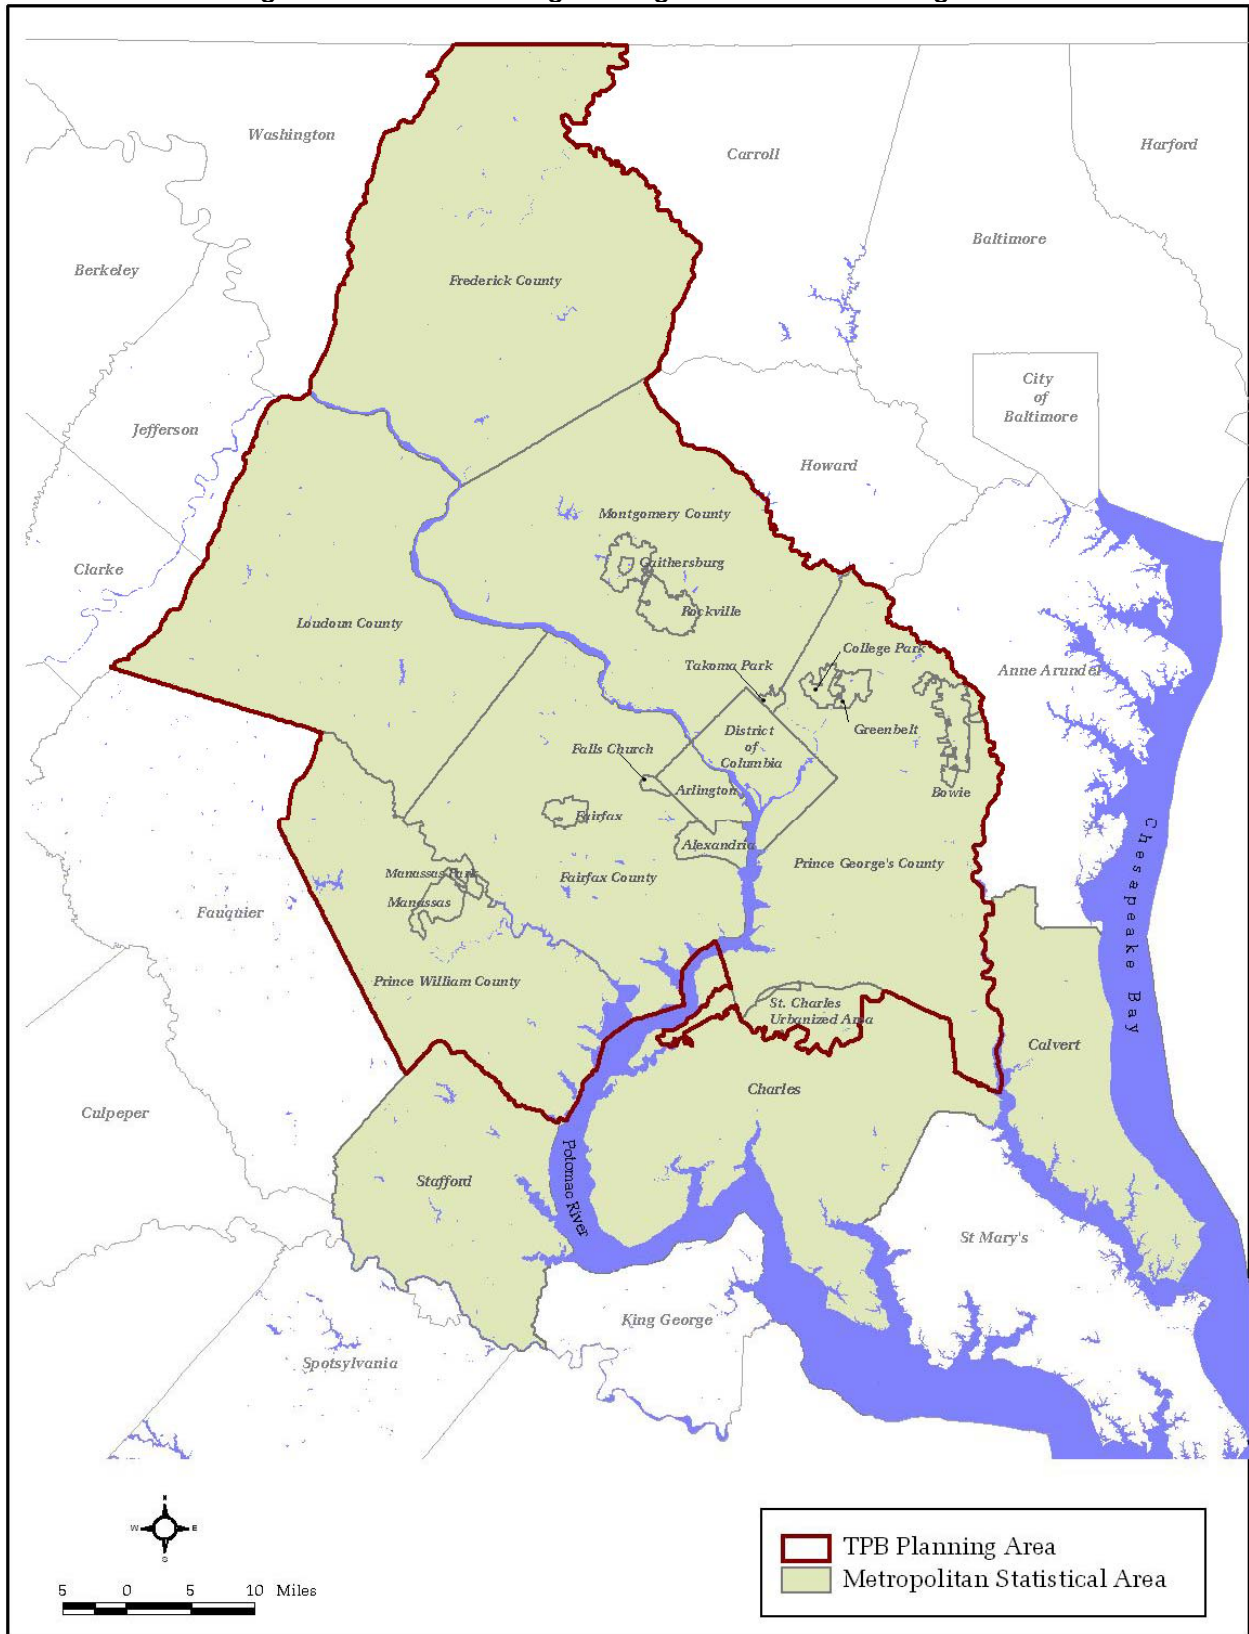 Washington
Carroll
Harford
Baltimore
Berkeley
Frederick County
City
of
Baltimore
Jefferson
Howard
Montgomery County
Clarke
Gaithersburg
Rockville
Loudoun County
College Park
Takoma Park
Anne Arundel
District
of
Columbia
Greenbelt
Falls Church
Arlington
Bowie
Fairfax
Chesapeake Bay
Alexandria
Prince George's County
Manassas Park
Fairfax County
Manassas
Fauquier
Prince William County
St. Charles
Urbanized Area
Calvert
Charles
Culpeper
Potomac River
Stafford
St Mary's
King George
Spotsylvania
W E
5 0 5 10 Miles
TPB Planning Area
Metropolitan Statistical Area